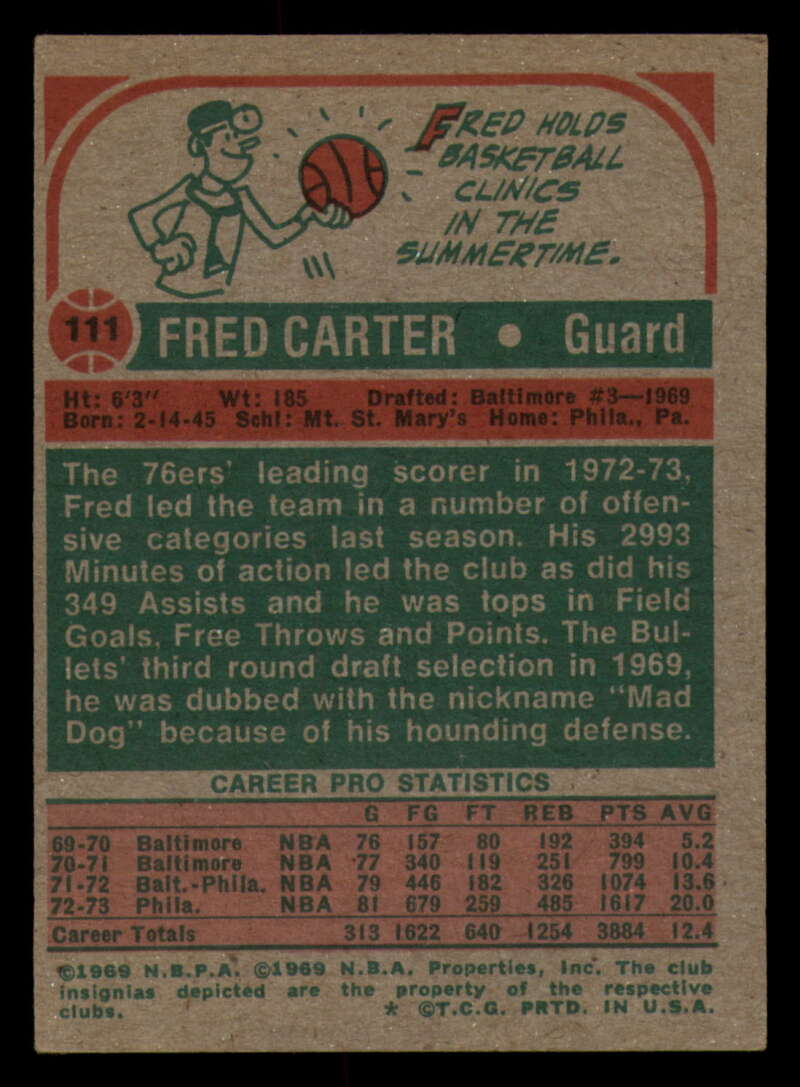 FRED HOLDS
BASKETBALL
CLINICS
IN THE
SUMMERTIME.
111 FRED CARTER • Guard
Ht: 6'3" Wt: 185 Drafted: Baltimore #3—1969
Born: 2-14-45 Schl: Mt. St. Mary's Home: Phila., Pa.
The 76ers' leading scorer in 1972-73,
Fred led the team in a number of offen-
sive categories last season. His 2993
Minutes of action led the club as did his
349 Assists and he was tops in Field
Goals, Free Throws and Points. The Bul-
lets' third round draft selection in 1969,
he was dubbed with the nickname "Mad
Dog" because of his hounding defense.
CAREER PRO STATISTICS
G FG FT REB PTS AVG
69-70 Baltimore NBA 76 157 80 192 394 5.2
70-71 Baltimore NBA 77 340 119 251 799 10.4
71-72 Balt.-Phila. NBA 79 446 182 326 1074 13.6
72-73 Phila. NBA 81 679 259 485 1617 20.0
Career Totals 313 1622 640 1254 3884 12.4
©1969 N.B.P.A. ©1969 N.B.A. Properties, Inc. The club
insignias depicted are the property of the respective
clubs. * ©T.C.G. PRTD. IN U.S.A.